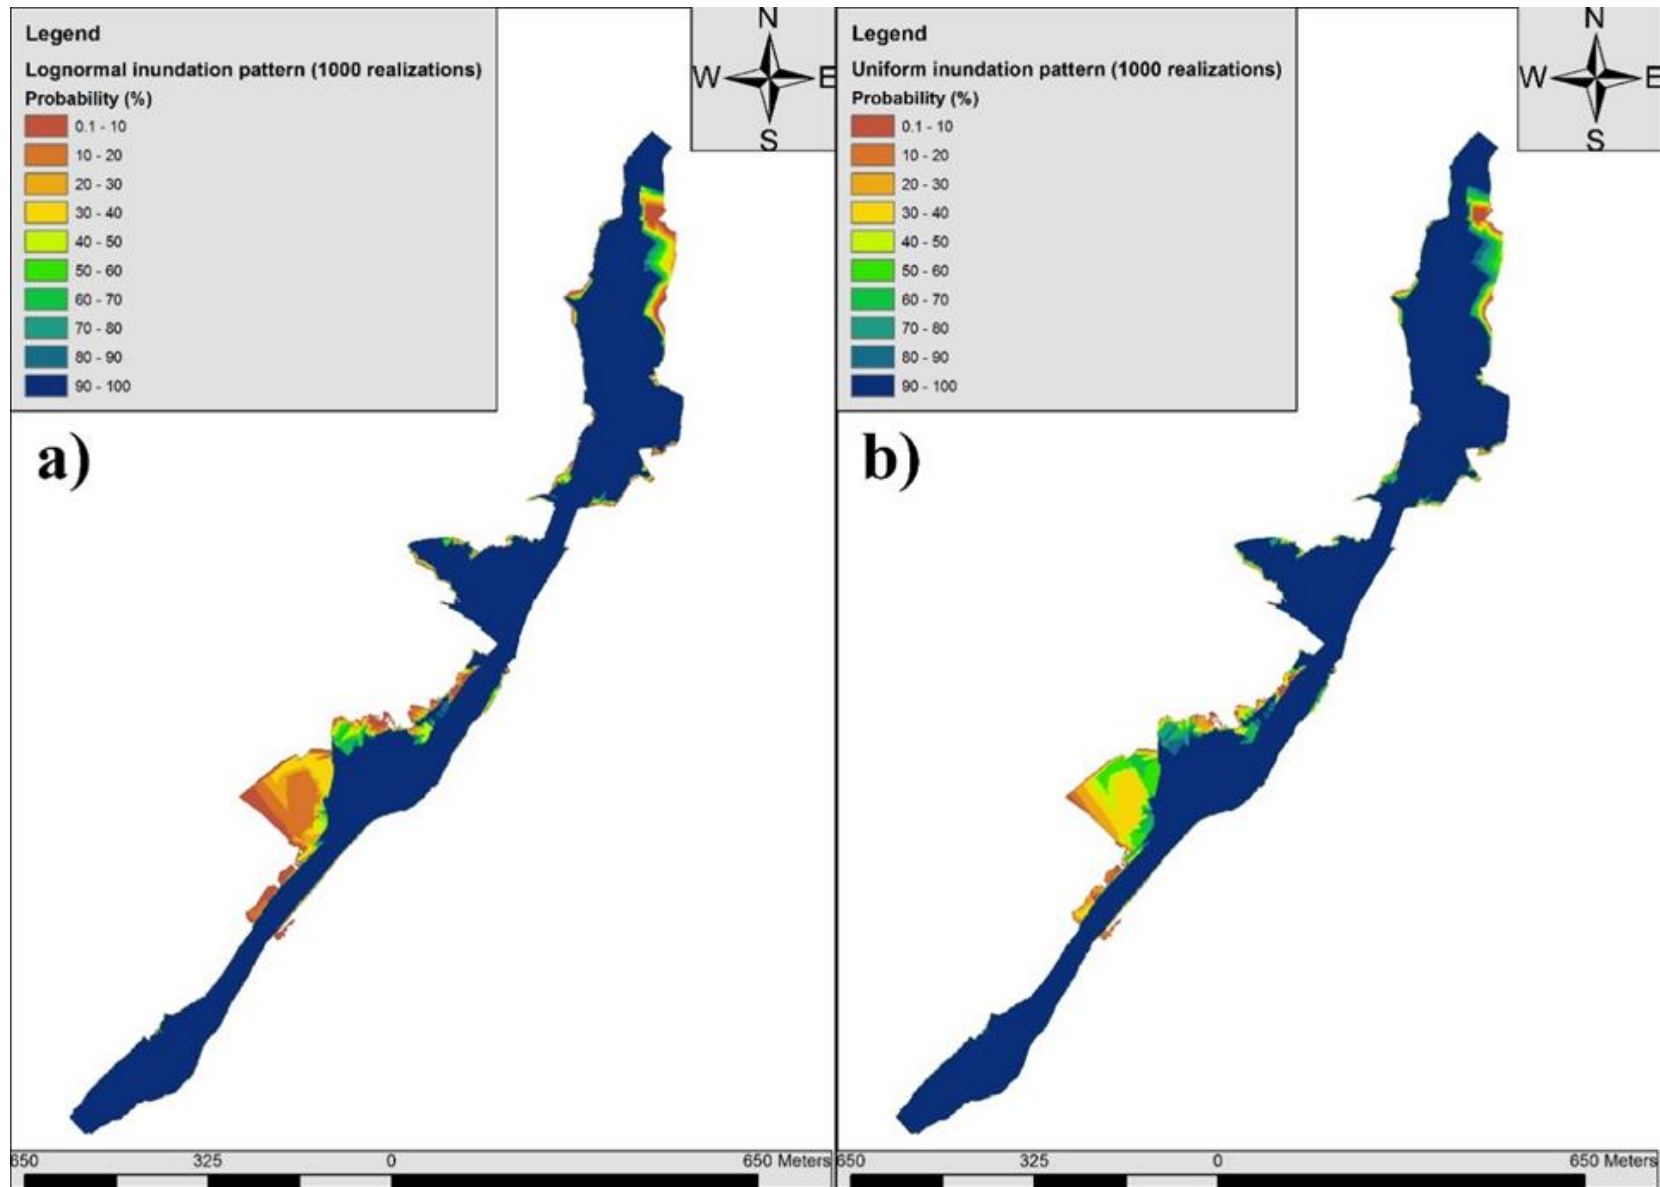 Legend
Lognormal inundation pattern (1000 realizations)
Probability (%)
0.1 - 10
10 - 20
20 - 30
30 - 40
40 - 50
50 - 60
60 - 70
70 - 80
80 - 90
90 - 100
N
W E
S
a)
650 325 0 650 Meters
Legend
Uniform inundation pattern (1000 realizations)
Probability (%)
0.1 - 10
10 - 20
20 - 30
30 - 40
40 - 50
50 - 60
60 - 70
70 - 80
80 - 90
90 - 100
N
W E
S
b)
650 325 0 650 Meters